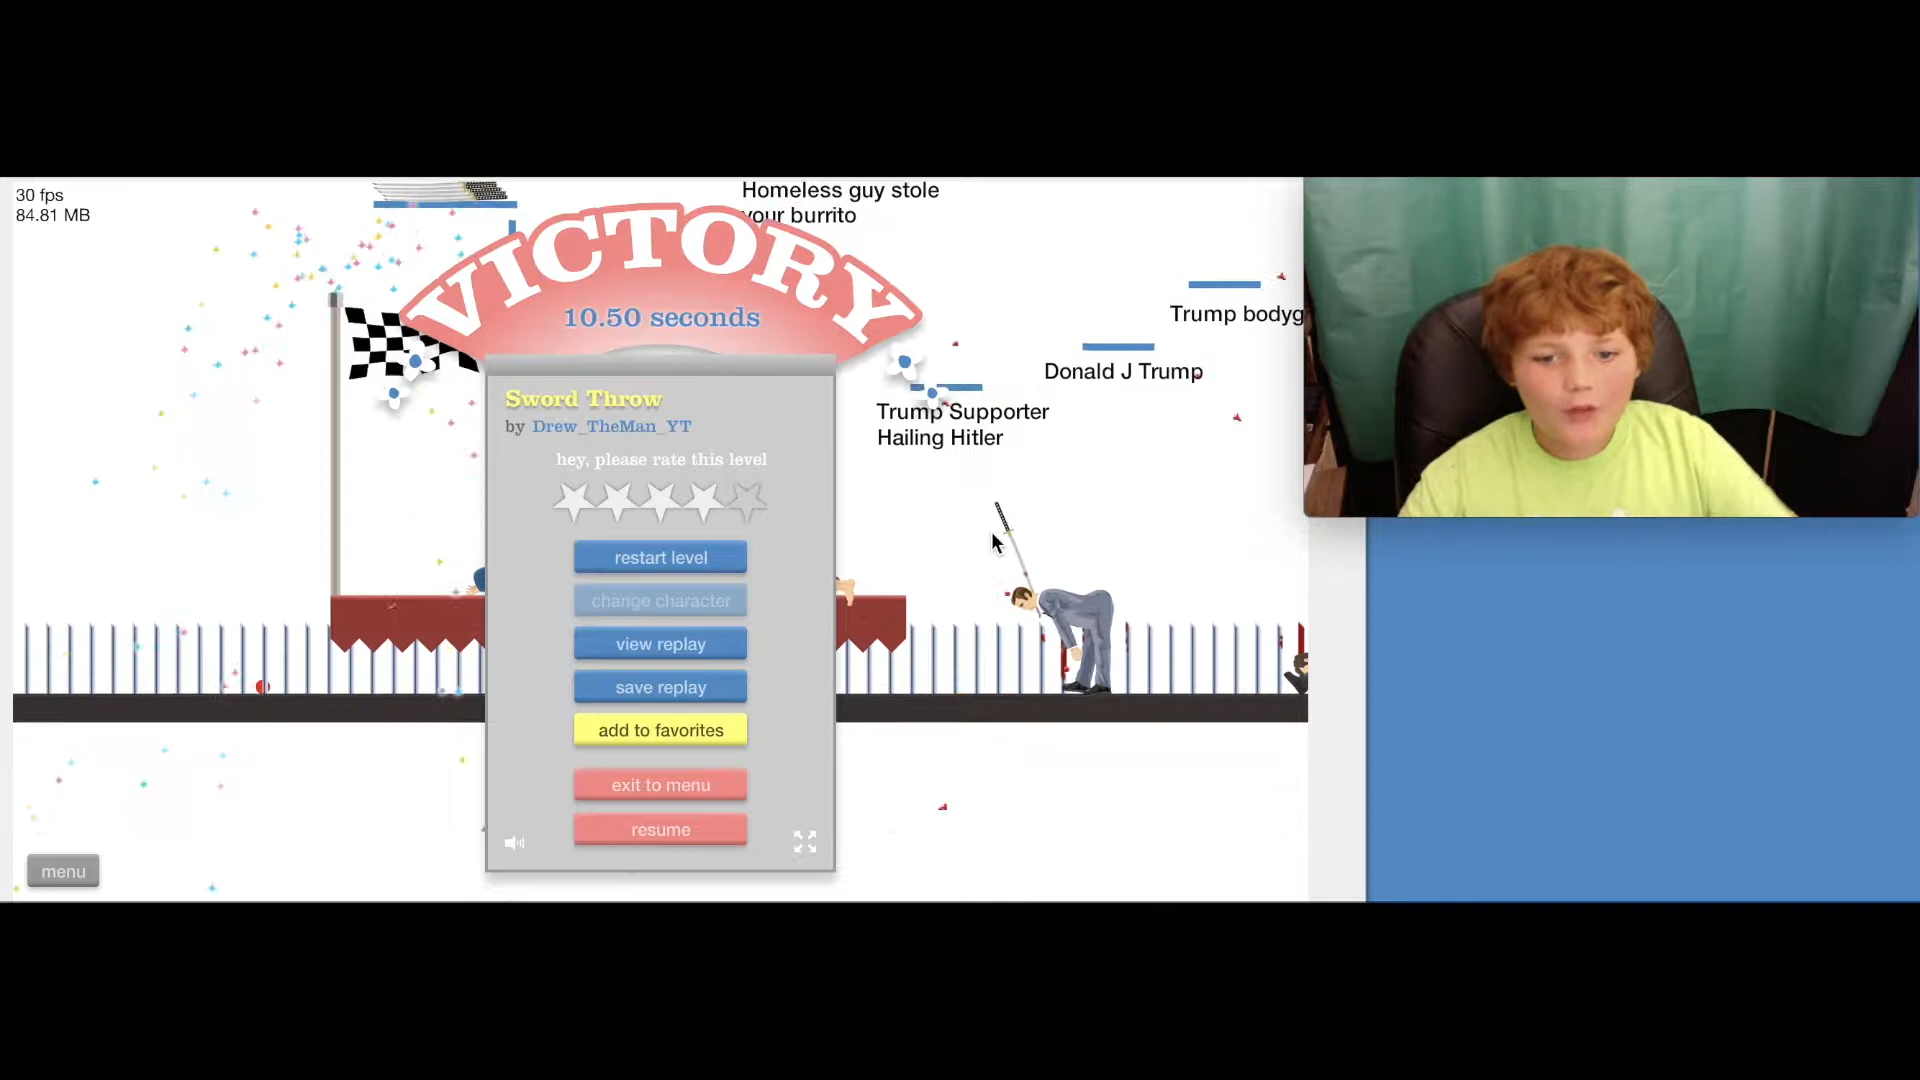 30 fps
84.81 MB
Homeless guy stole
your burrito
VICTORY
10.50 seconds
Trump bodyg
Donald J Trump
Trump Supporter
Hailing Hitler
Sword Throw
by Drew_TheMan_YT
hey, please rate this level
restart level
change character
view replay
save replay
add to favorites
exit to menu
resume
menu